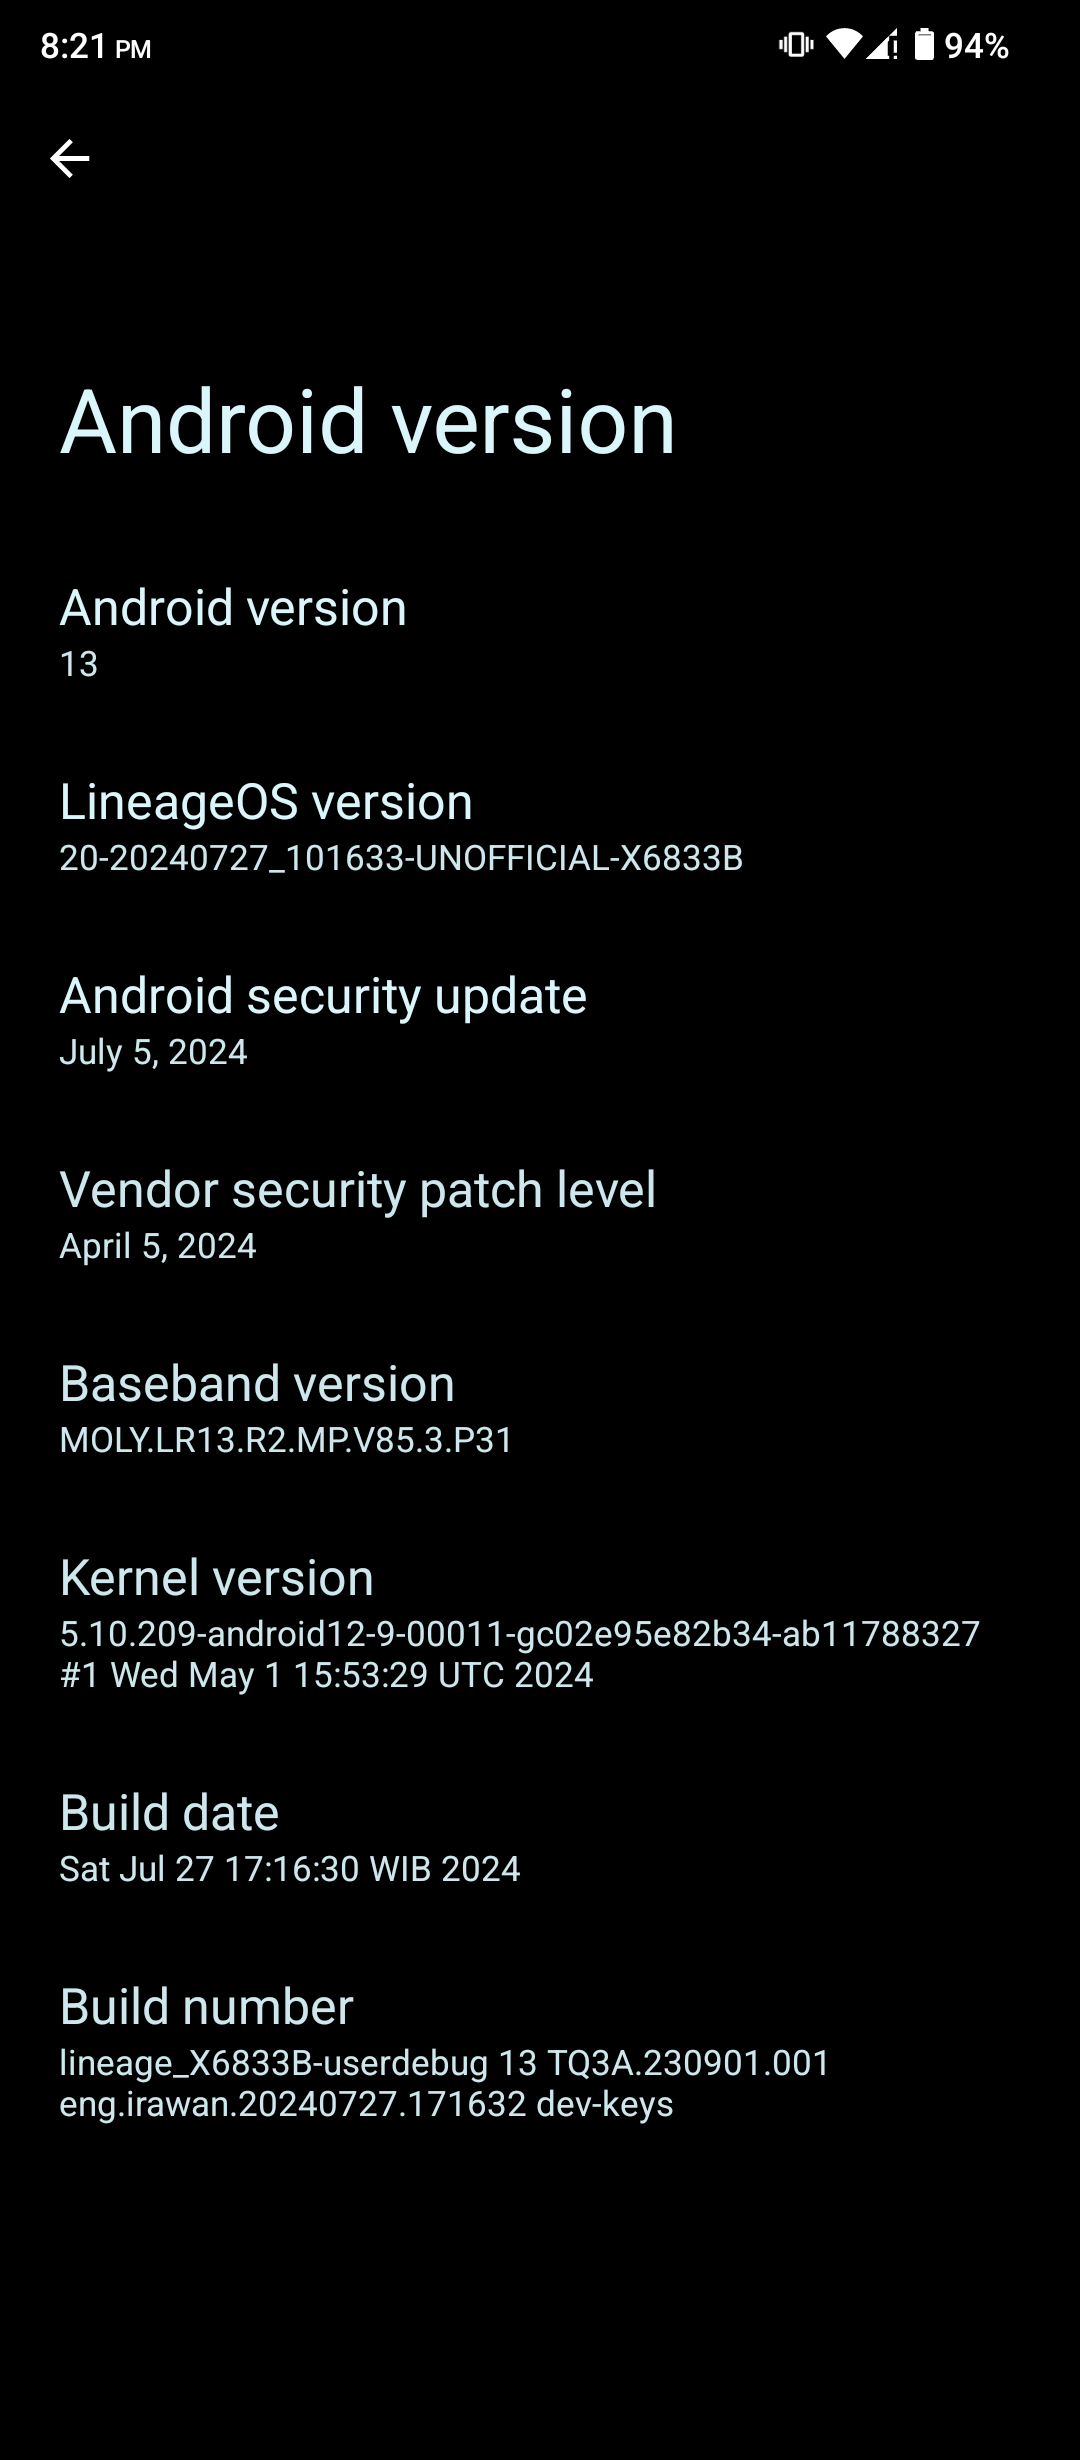 8:21 PM
94%
Android version
Android version
13
LineageOS version
20-20240727_101633-UNOFFICIAL-X6833B
Android security update
July 5, 2024
Vendor security patch level
April 5, 2024
Baseband version
MOLY.LR13.R2.MP.V85.3.P31
Kernel version
5.10.209-android12-9-00011-gc02e95e82b34-ab11788327
#1 Wed May 1 15:53:29 UTC 2024
Build date
Sat Jul 27 17:16:30 WIB 2024
Build number
lineage_X6833B-userdebug 13 TQ3A.230901.001
eng.irawan.20240727.171632 dev-keys